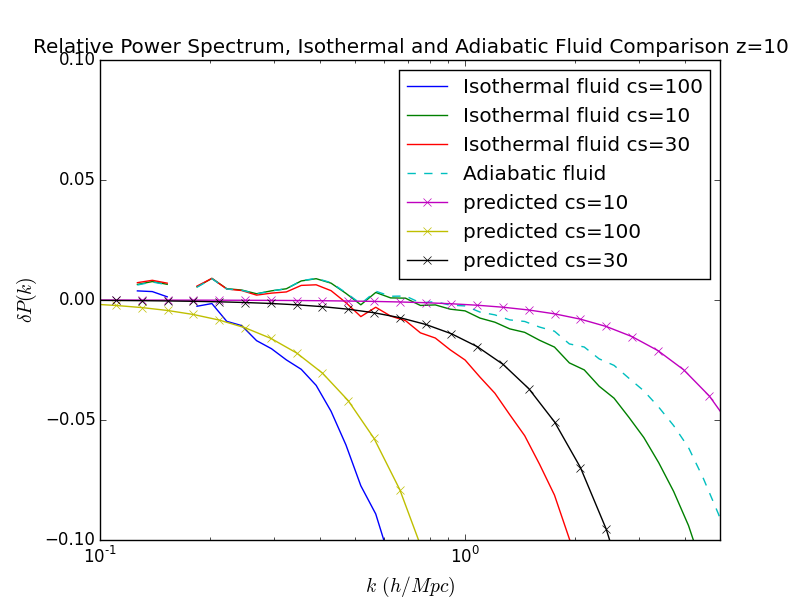 Relative Power Spectrum, Isothermal and Adiabatic Fluid Comparison z=10
0.10
0.05
0.00
−0.05
−0.10
δP(k)
Isothermal fluid cs=100
Isothermal fluid cs=10
Isothermal fluid cs=30
Adiabatic fluid
predicted cs=10
predicted cs=100
predicted cs=30
10⁻¹
10⁰
k (h/Mpc)